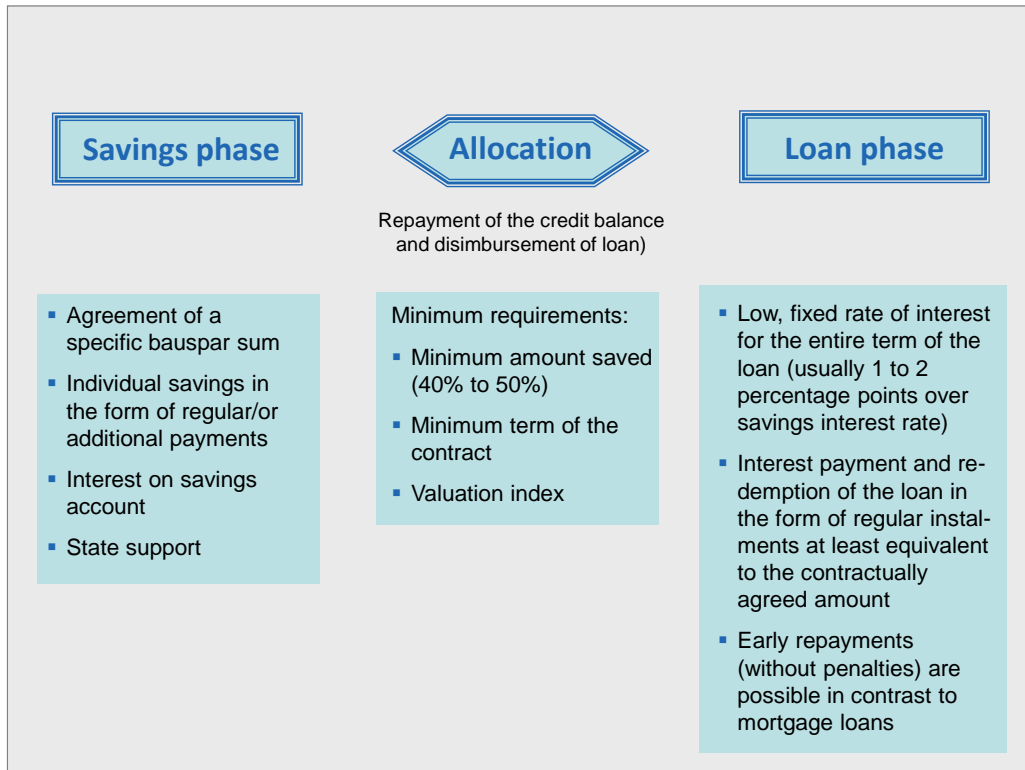 Savings phase
Allocation
Loan phase
Repayment of the credit balance
and disimbursement of loan)
▪ Agreement of a
specific bauspar sum
▪ Individual savings in
the form of regular/or
additional payments
▪ Interest on savings
account
▪ State support
Minimum requirements:
▪ Minimum amount saved
(40% to 50%)
▪ Minimum term of the
contract
▪ Valuation index
▪ Low, fixed rate of interest
for the entire term of the
loan (usually 1 to 2
percentage points over
savings interest rate)
▪ Interest payment and re-
demption of the loan in
the form of regular instal-
ments at least equivalent
to the contractually
agreed amount
▪ Early repayments
(without penalties) are
possible in contrast to
mortgage loans